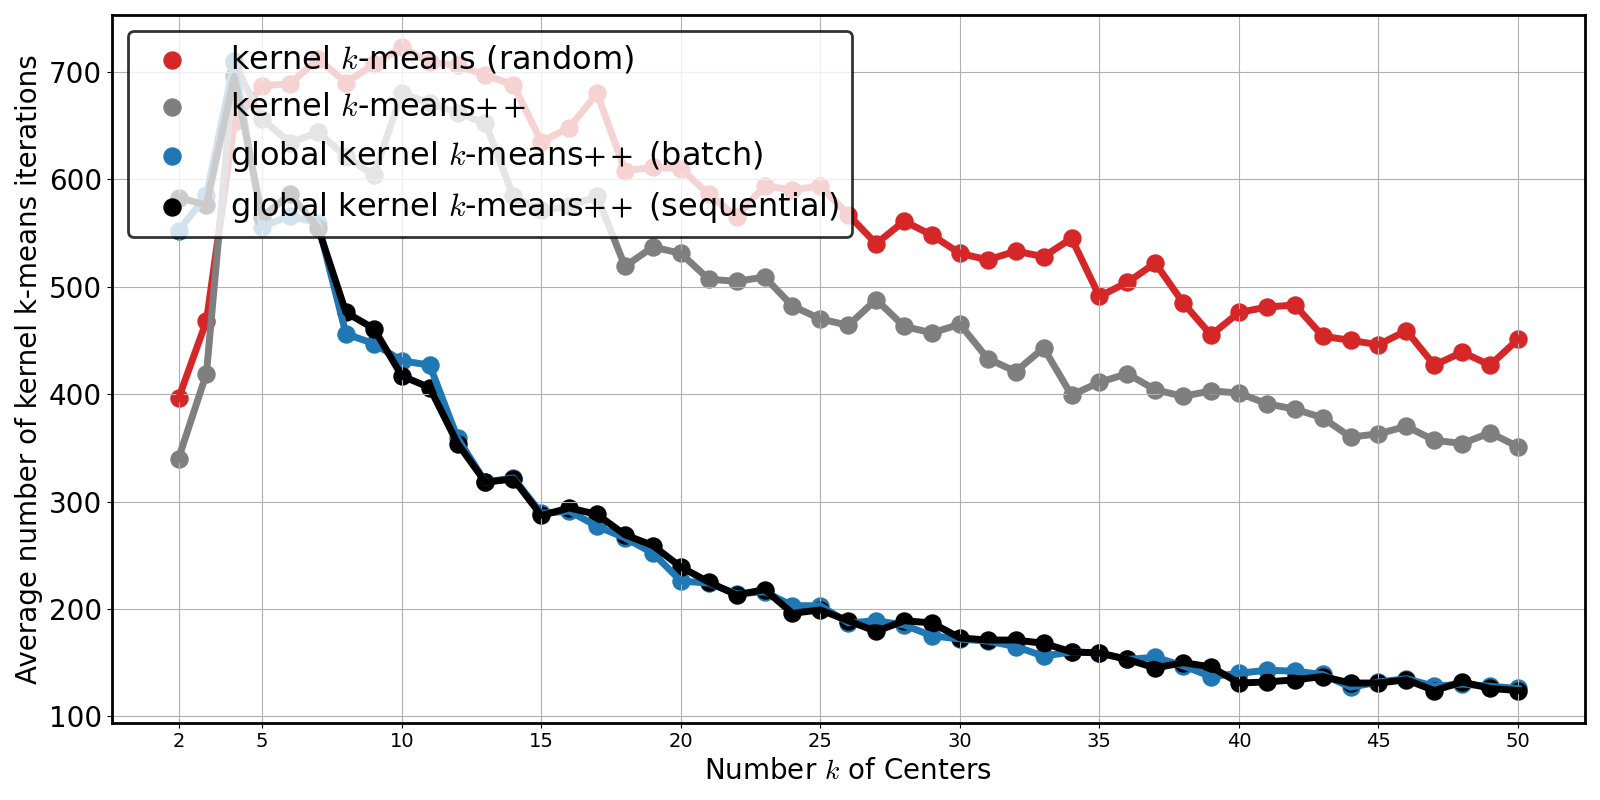 Average number of kernel k-means iterations
700
600
500
400
300
200
100
kernel k-means (random)
kernel k-means++
global kernel k-means++ (batch)
global kernel k-means++ (sequential)
2 5 10 15 20 25 30 35 40 45 50
Number k of Centers